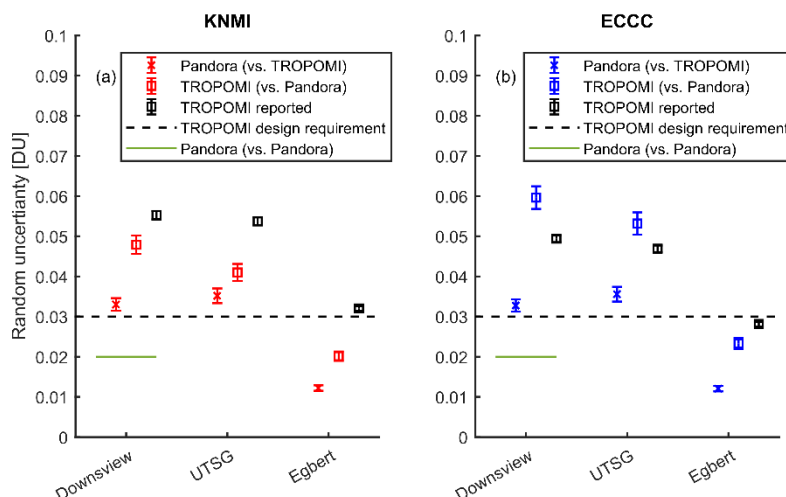 KNMI
(a)
Pandora (vs. TROPOMI)
TROPOMI (vs. Pandora)
TROPOMI reported
TROPOMI design requirement
Pandora (vs. Pandora)
Random uncertianty [DU]
0.1
0.09
0.08
0.07
0.06
0.05
0.04
0.03
0.02
0.01
0
Downsview
UTSG
Egbert
ECCC
(b)
Pandora (vs. TROPOMI)
TROPOMI (vs. Pandora)
TROPOMI reported
TROPOMI design requirement
Pandora (vs. Pandora)
0.1
0.09
0.08
0.07
0.06
0.05
0.04
0.03
0.02
0.01
0
Downsview
UTSG
Egbert